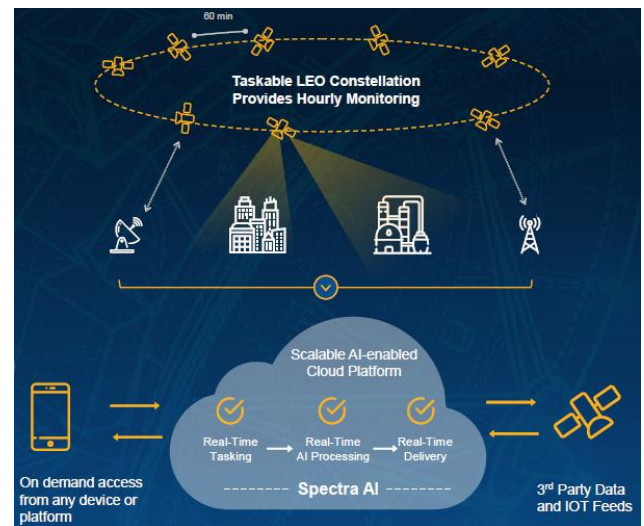 60 min
Taskable LEO Constellation
Provides Hourly Monitoring
Scalable AI-enabled
Cloud Platform
Real-Time
Tasking
Real-Time
AI Processing
Real-Time
Delivery
Spectra AI
On demand access
from any device or
platform
3rd Party Data
and IOT Feeds